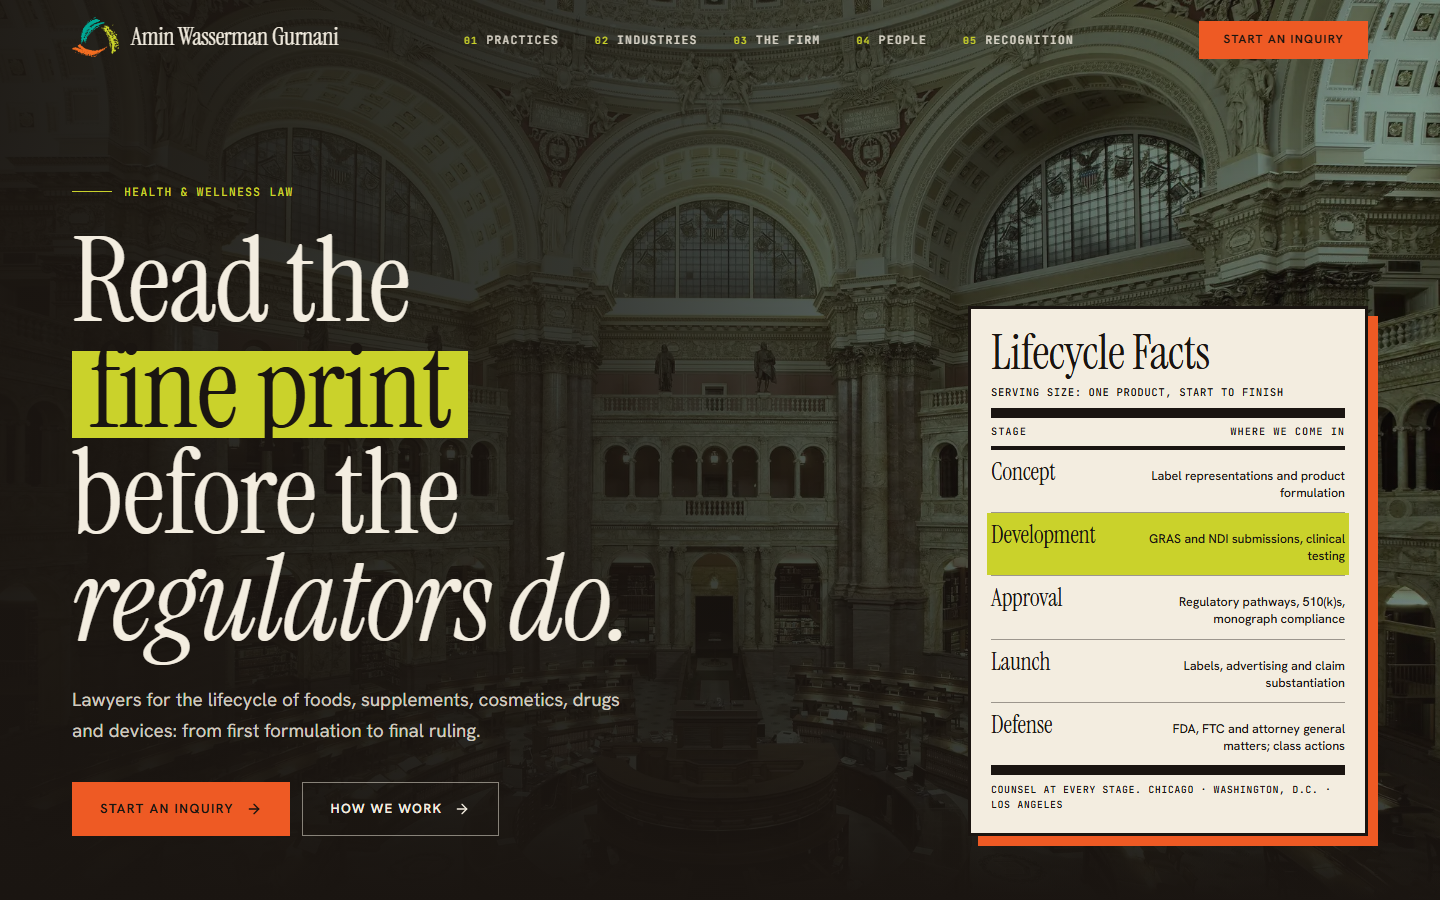 Amin Wasserman Gurnani
01 PRACTICES
02 INDUSTRIES
03 THE FIRM
04 PEOPLE
05 RECOGNITION
START AN INQUIRY
HEALTH & WELLNESS LAW
Read the
fine print
before the
regulators do.
Lawyers for the lifecycle of foods, supplements, cosmetics, drugs
and devices: from first formulation to final ruling.
START AN INQUIRY →
HOW WE WORK →
Lifecycle Facts
SERVING SIZE: ONE PRODUCT, START TO FINISH
STAGE WHERE WE COME IN
Concept Label representations and product
formulation
Development GRAS and NDI submissions, clinical
testing
Approval Regulatory pathways, 510(k)s,
monograph compliance
Launch Labels, advertising and claim
substantiation
Defense FDA, FTC and attorney general
matters; class actions
COUNSEL AT EVERY STAGE. CHICAGO · WASHINGTON, D.C. ·
LOS ANGELES